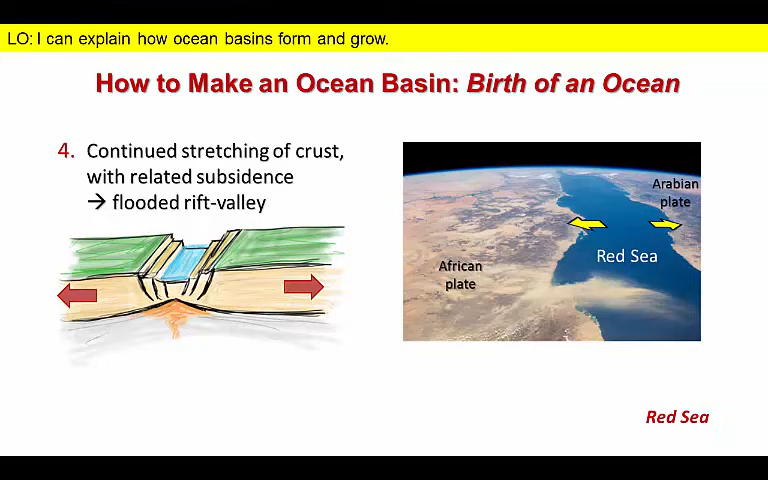 LO: I can explain how ocean basins form and grow.
How to Make an Ocean Basin: Birth of an Ocean
4. Continued stretching of crust,
with related subsidence
→ flooded rift-valley
Arabian
plate
Red Sea
African
plate
Red Sea